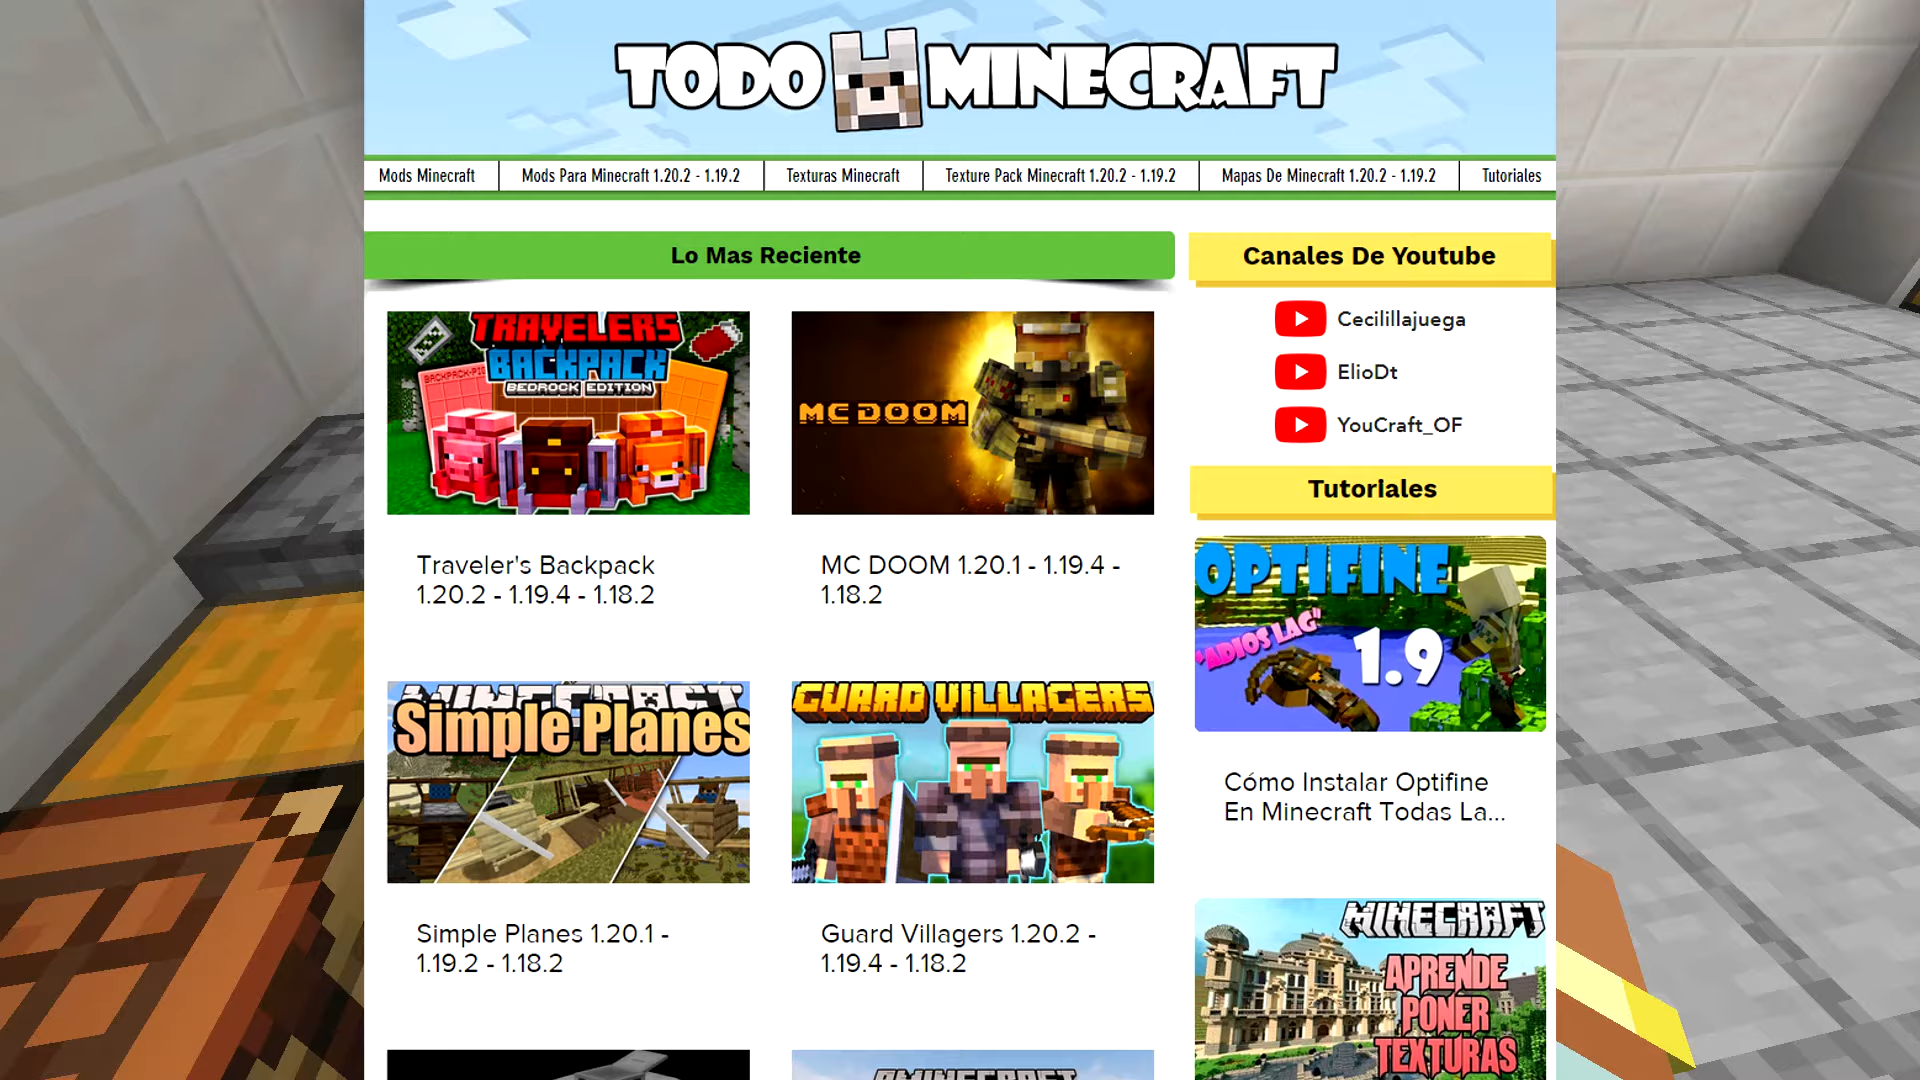 TODO MINECRAFT
Mods Minecraft
Mods Para Minecraft 1.20.2 - 1.19.2
Texturas Minecraft
Texture Pack Minecraft 1.20.2 - 1.19.2
Mapas De Minecraft 1.20.2 - 1.19.2
Tutoriales
Lo Mas Reciente
TRAVELERS
BACKPACK
BEDROCK EDITION
BACKPACK-PIG
Traveler's Backpack
1.20.2 - 1.19.4 - 1.18.2
MC DOOM
MC DOOM 1.20.1 - 1.19.4 -
1.18.2
MINECRAFT
Simple Planes
Simple Planes 1.20.1 -
1.19.2 - 1.18.2
GUARD VILLAGERS
Guard Villagers 1.20.2 -
1.19.4 - 1.18.2
MINECRAFT
Canales De Youtube
Cecilillajuega
ElioDt
YouCraft_OF
Tutoriales
OPTIFINE
"ADIOS LAG"
1.9
Cómo Instalar Optifine
En Minecraft Todas La...
MINECRAFT
APRENDE
PONER
TEXTURAS